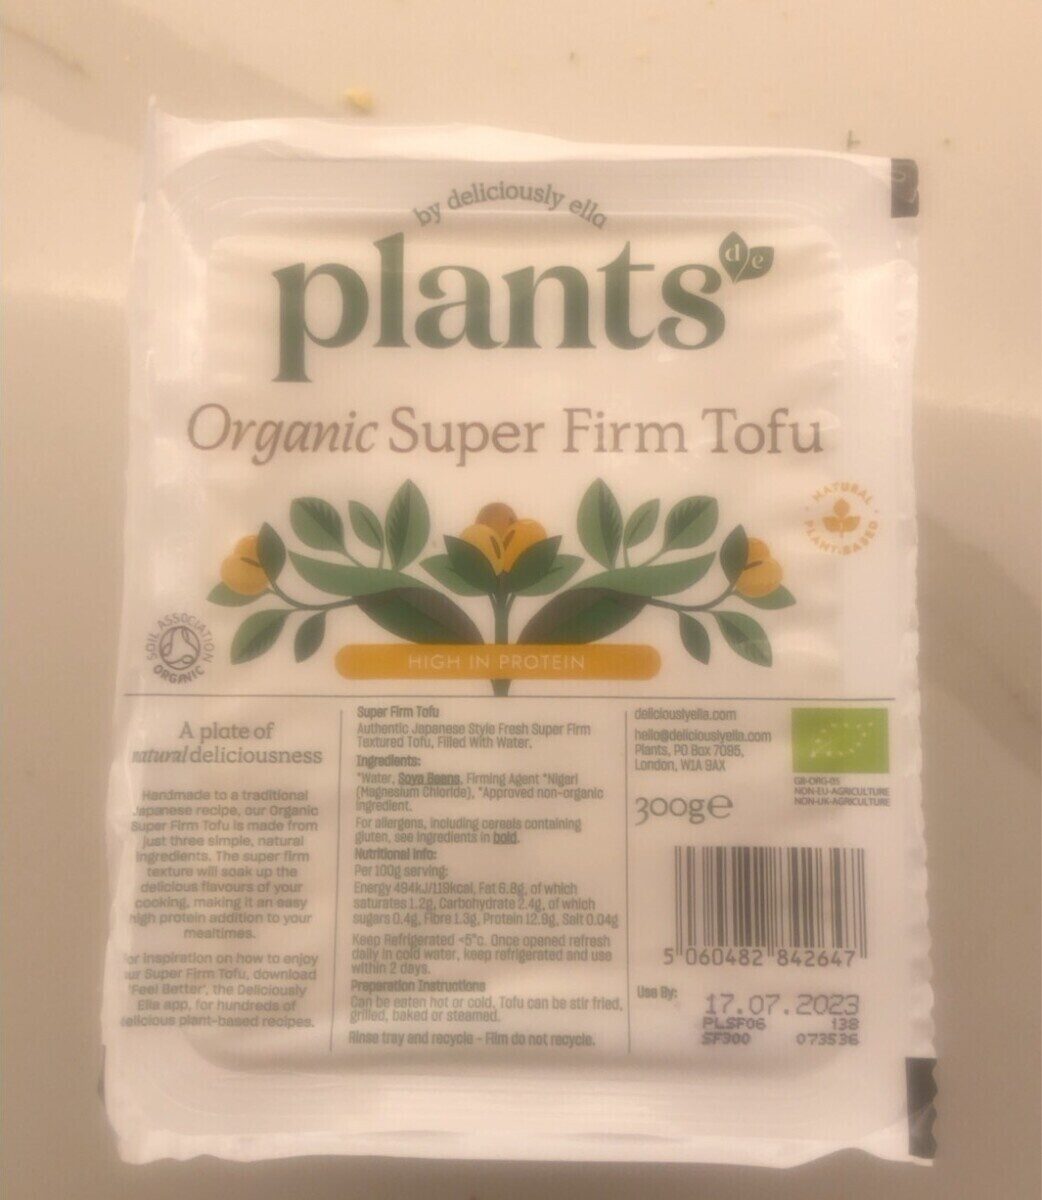 by deliciously ella
plants
de
Organic Super Firm Tofu
NATURAL
PLANT-BASED
SOIL ASSOCIATION
ORGANIC
HIGH IN PROTEIN
A plate of
natural deliciousness
Handmade to a traditional
Japanese recipe, our Organic
Super Firm Tofu is made from
just three simple, natural
ingredients. The super firm
texture will soak up the
delicious flavours of your
cooking, making it an easy
high protein addition to your
mealtimes.
For inspiration on how to enjoy
our Super Firm Tofu, download
'Feel Better', the Deliciously
Ella app, for hundreds of
delicious plant-based recipes.
Super Firm Tofu
Authentic Japanese Style Fresh Super Firm
Textured Tofu, Filled With Water.
Ingredients:
*Water, Soya Beans, Firming Agent *Nigari
(Magnesium Chloride), *Approved non-organic
ingredient.
For allergens, including cereals containing
gluten, see ingredients in bold.
Nutritional Info:
Per 100g serving:
Energy 494kJ/119kcal, Fat 6.8g, of which
saturates 1.2g, Carbohydrate 2.4g, of which
sugars 0.4g, Fibre 1.3g, Protein 12.9g, Salt 0.04g
Keep Refrigerated <5°c. Once opened refresh
daily in cold water, keep refrigerated and use
within 2 days.
Preparation Instructions
Can be eaten hot or cold. Tofu can be stir fried,
grilled, baked or steamed.
Rinse tray and recycle - Film do not recycle.
deliciouslyella.com
hello@deliciouslyella.com
Plants, PO Box 7095,
London, W1A 9AX
GB-ORG-05
NON-EU-AGRICULTURE
NON-UK-AGRICULTURE
300g e
5 060482 842647
Use By:
17.07.2023
PLSF06 138
SF300 073536